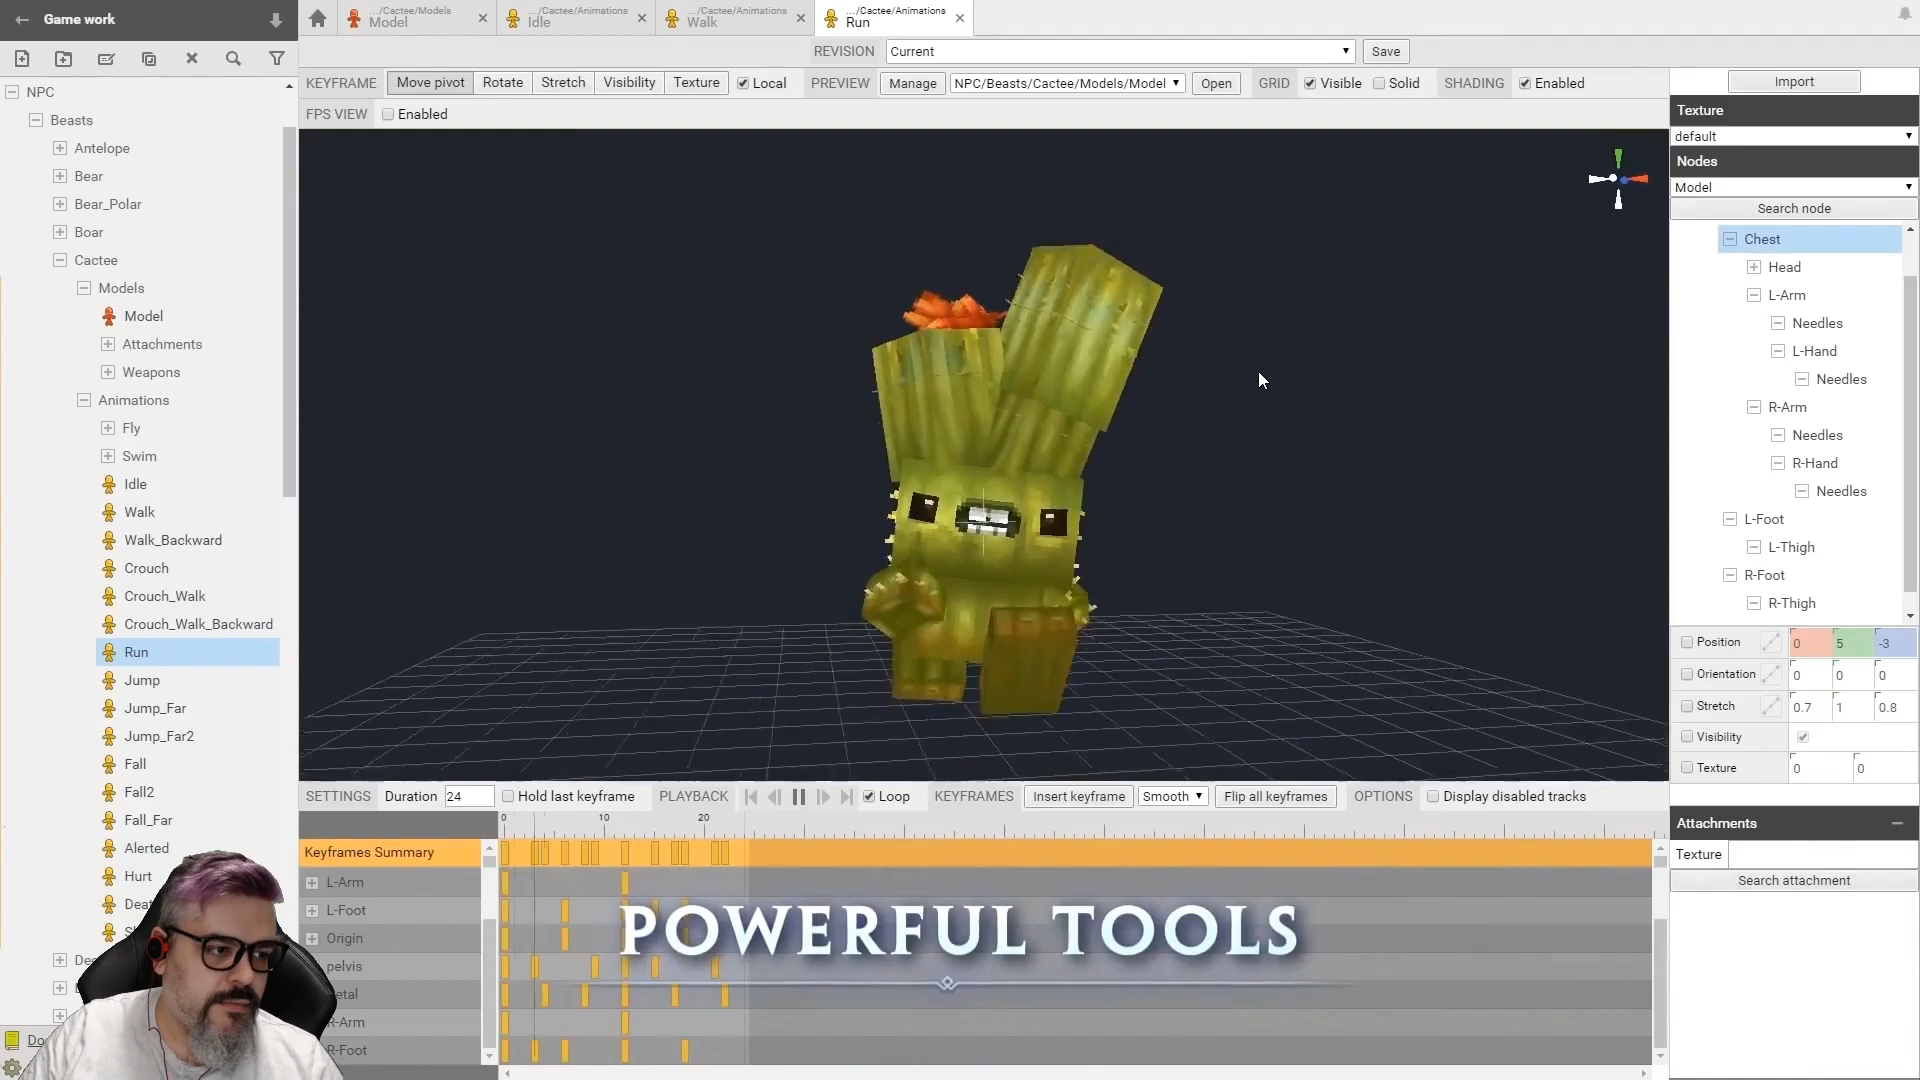 Game work
NPC
Beasts
Antelope
Bear
Bear_Polar
Boar
Cactee
Models
Model
Attachments
Weapons
Animations
Fly
Swim
Idle
Walk
Walk_Backward
Crouch
Crouch_Walk
Crouch_Walk_Backward
Run
Jump
Jump_Far
Jump_Far2
Fall
Fall2
Fall_Far
Alerted
Hurt
.../Cactee/Models
Model
.../Cactee/Animations
Idle
.../Cactee/Animations
Walk
.../Cactee/Animations
Run
REVISION Current Save
KEYFRAME Move pivot Rotate Stretch Visibility Texture Local PREVIEW Manage NPC/Beasts/Cactee/Models/Model Open GRID Visible Solid SHADING Enabled
FPS VIEW Enabled
Import
Texture
default
Nodes
Model
Search node
Chest
Head
L-Arm
Needles
L-Hand
Needles
R-Arm
Needles
R-Hand
Needles
L-Foot
L-Thigh
R-Foot
R-Thigh
Position 0 5 -3
Orientation 0 0 0
Stretch 0.7 1 0.8
Visibility
Texture 0 0
Attachments
Texture
Search attachment
SETTINGS Duration 24 Hold last keyframe PLAYBACK Loop KEYFRAMES Insert keyframe Smooth Flip all keyframes OPTIONS Display disabled tracks
0 10 20
Keyframes Summary
L-Arm
L-Foot
Origin
pelvis
R-Arm
R-Foot
POWERFUL TOOLS